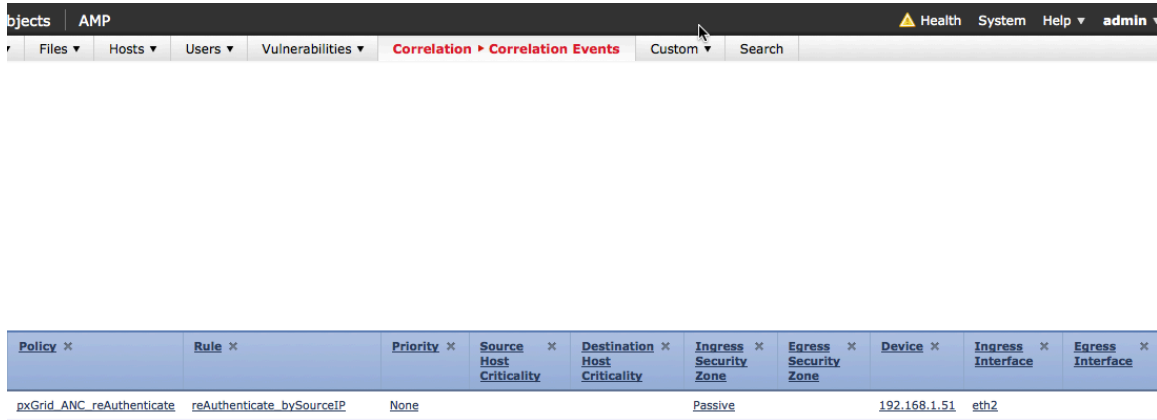 bjects AMP Health System Help ▼ admin
Files ▼ Hosts ▼ Users ▼ Vulnerabilities ▼ Correlation ▸ Correlation Events Custom ▼ Search
Policy × Rule × Priority × Source × Destination × Ingress × Egress × Device × Ingress × Egress ×
Host Host Security Security Interface Interface
Criticality Criticality Zone Zone
pxGrid_ANC_reAuthenticate reAuthenticate_bySourceIP None Passive 192.168.1.51 eth2